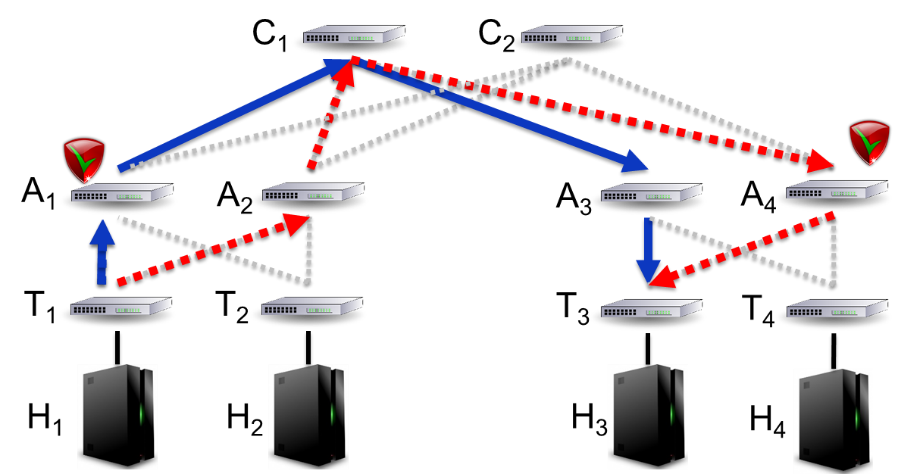 C1 C2
A1 A2 A3 A4
T1 T2 T3 T4
H1 H2 H3 H4